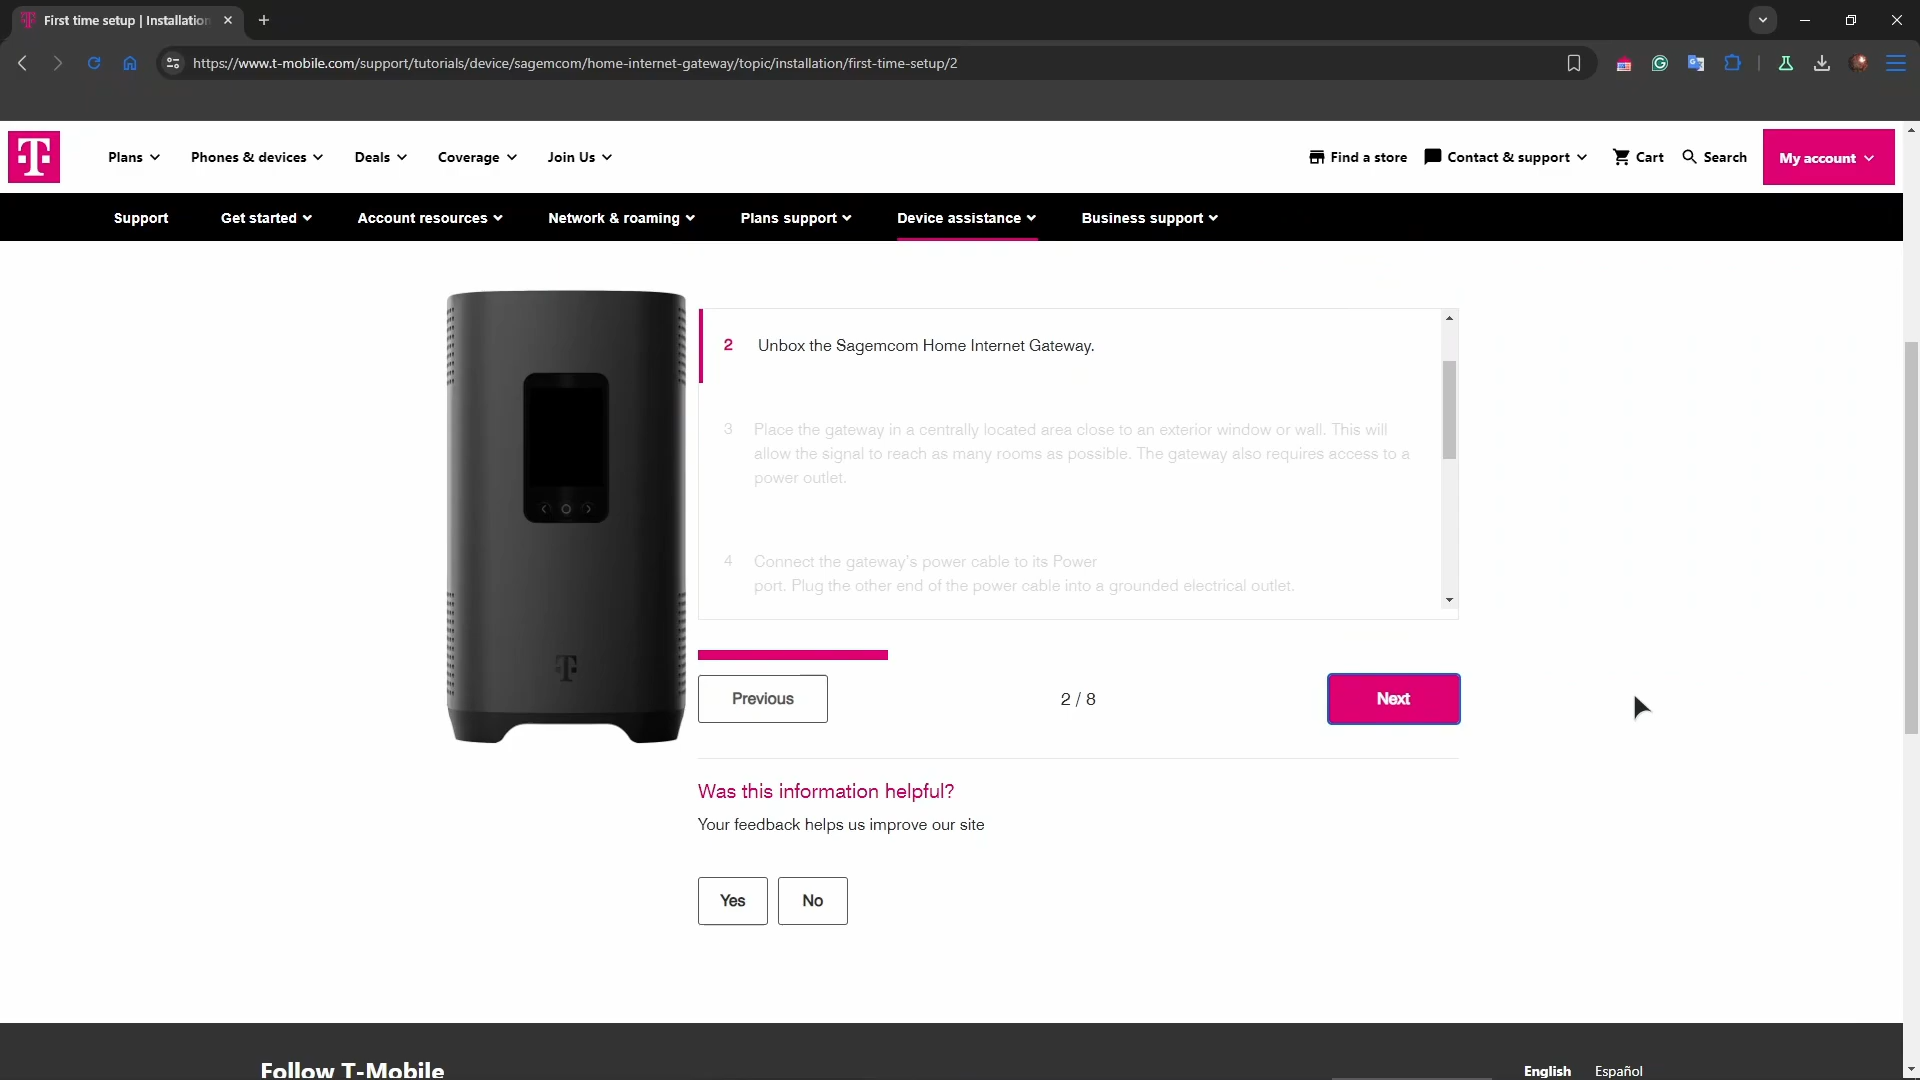 First time setup | Installation
https://www.t-mobile.com/support/tutorials/device/sagemcom/home-internet-gateway/topic/installation/first-time-setup/2
Plans
Phones & devices
Deals
Coverage
Join Us
Find a store
Contact & support
Cart
Search
My account
Support
Get started
Account resources
Network & roaming
Plans support
Device assistance
Business support
2 Unbox the Sagemcom Home Internet Gateway.
3 Place the gateway in a centrally located area close to an exterior window or wall. This will
allow the signal to reach as many rooms as possible. The gateway also requires access to a
power outlet.
4 Connect the gateway's power cable to its Power
port. Plug the other end of the power cable into a grounded electrical outlet.
Previous
2 / 8
Next
Was this information helpful?
Your feedback helps us improve our site
Yes
No
Follow T-Mobile
English
Español